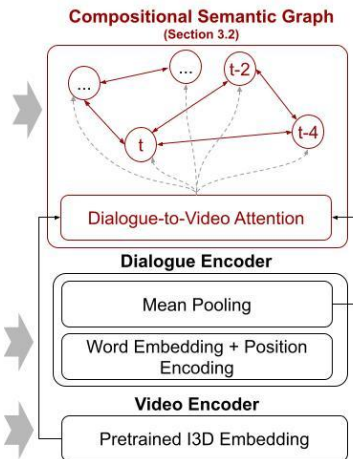 Compositional Semantic Graph
(Section 3.2)
...
...
t-2
t
t-4
Dialogue-to-Video Attention
Dialogue Encoder
Mean Pooling
Word Embedding + Position
Encoding
Video Encoder
Pretrained I3D Embedding